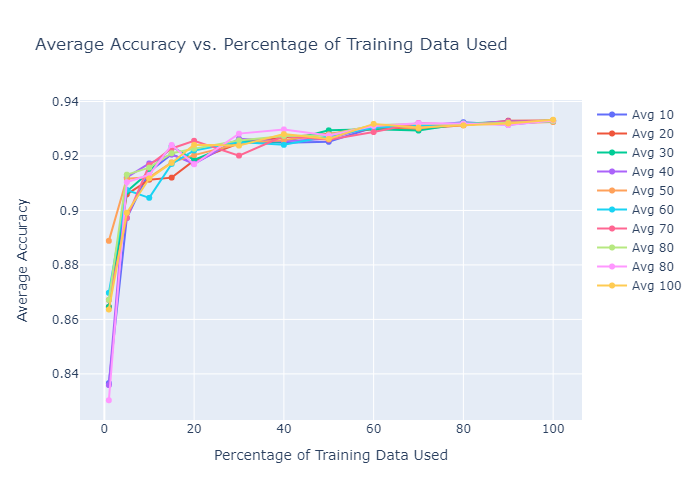 Average Accuracy vs. Percentage of Training Data Used
0.94
0.92
0.9
0.88
0.86
0.84
Average Accuracy
0 20 40 60 80 100
Percentage of Training Data Used
Avg 10
Avg 20
Avg 30
Avg 40
Avg 50
Avg 60
Avg 70
Avg 80
Avg 80
Avg 100